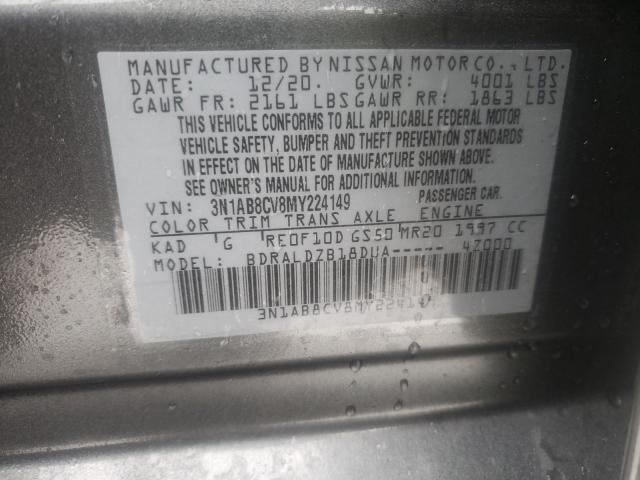 MANUFACTURED BY NISSAN MOTOR CO., LTD.
DATE: 12/20. GVWR: 4001 LBS
GAWR FR: 2161 LBS GAWR RR: 1863 LBS
THIS VEHICLE CONFORMS TO ALL APPLICABLE FEDERAL MOTOR
VEHICLE SAFETY, BUMPER AND THEFT PREVENTION STANDARDS
IN EFFECT ON THE DATE OF MANUFACTURE SHOWN ABOVE.
SEE OWNER'S MANUAL FOR ADDITIONAL INFORMATION.
VIN: 3N1AB8CV8MY224149 PASSENGER CAR.
COLOR TRIM TRANS AXLE ENGINE
KAD G RE0F10D GS50 MR20 1997 CC
MODEL: BDRALDZB18DUA----- 4Z000
3N1AB8CV8MY22414